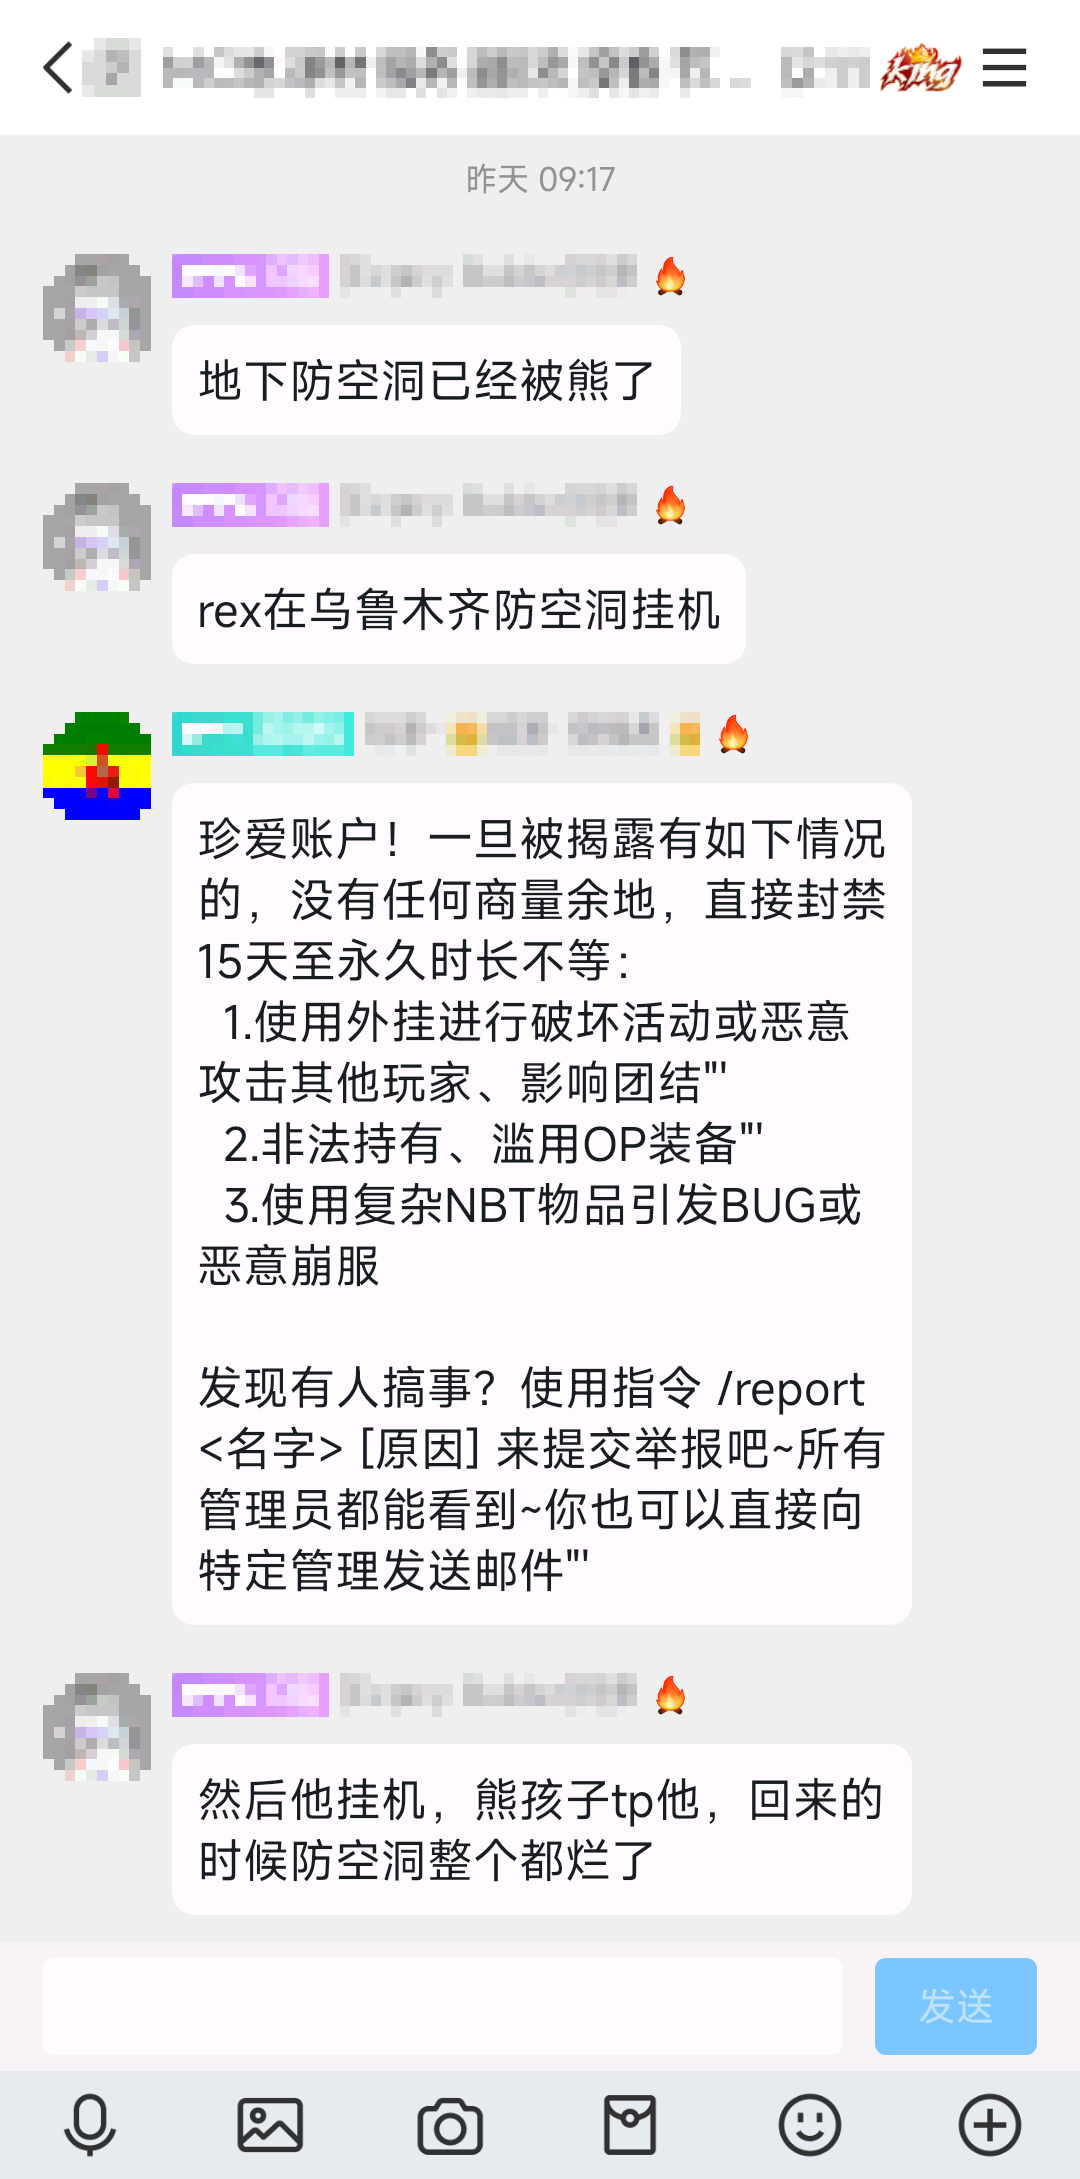 king
昨天 09:17
地下防空洞已经被熊了
rex在乌鲁木齐防空洞挂机
珍爱账户！一旦被揭露有如下情况
的，没有任何商量余地，直接封禁
15天至永久时长不等：
1.使用外挂进行破坏活动或恶意
攻击其他玩家、影响团结"'
2.非法持有、滥用OP装备"'
3.使用复杂NBT物品引发BUG或
恶意崩服
发现有人搞事？使用指令 /report
<名字> [原因] 来提交举报吧~所有
管理员都能看到~你也可以直接向
特定管理发送邮件"'
然后他挂机，熊孩子tp他，回来的
时候防空洞整个都烂了
发送